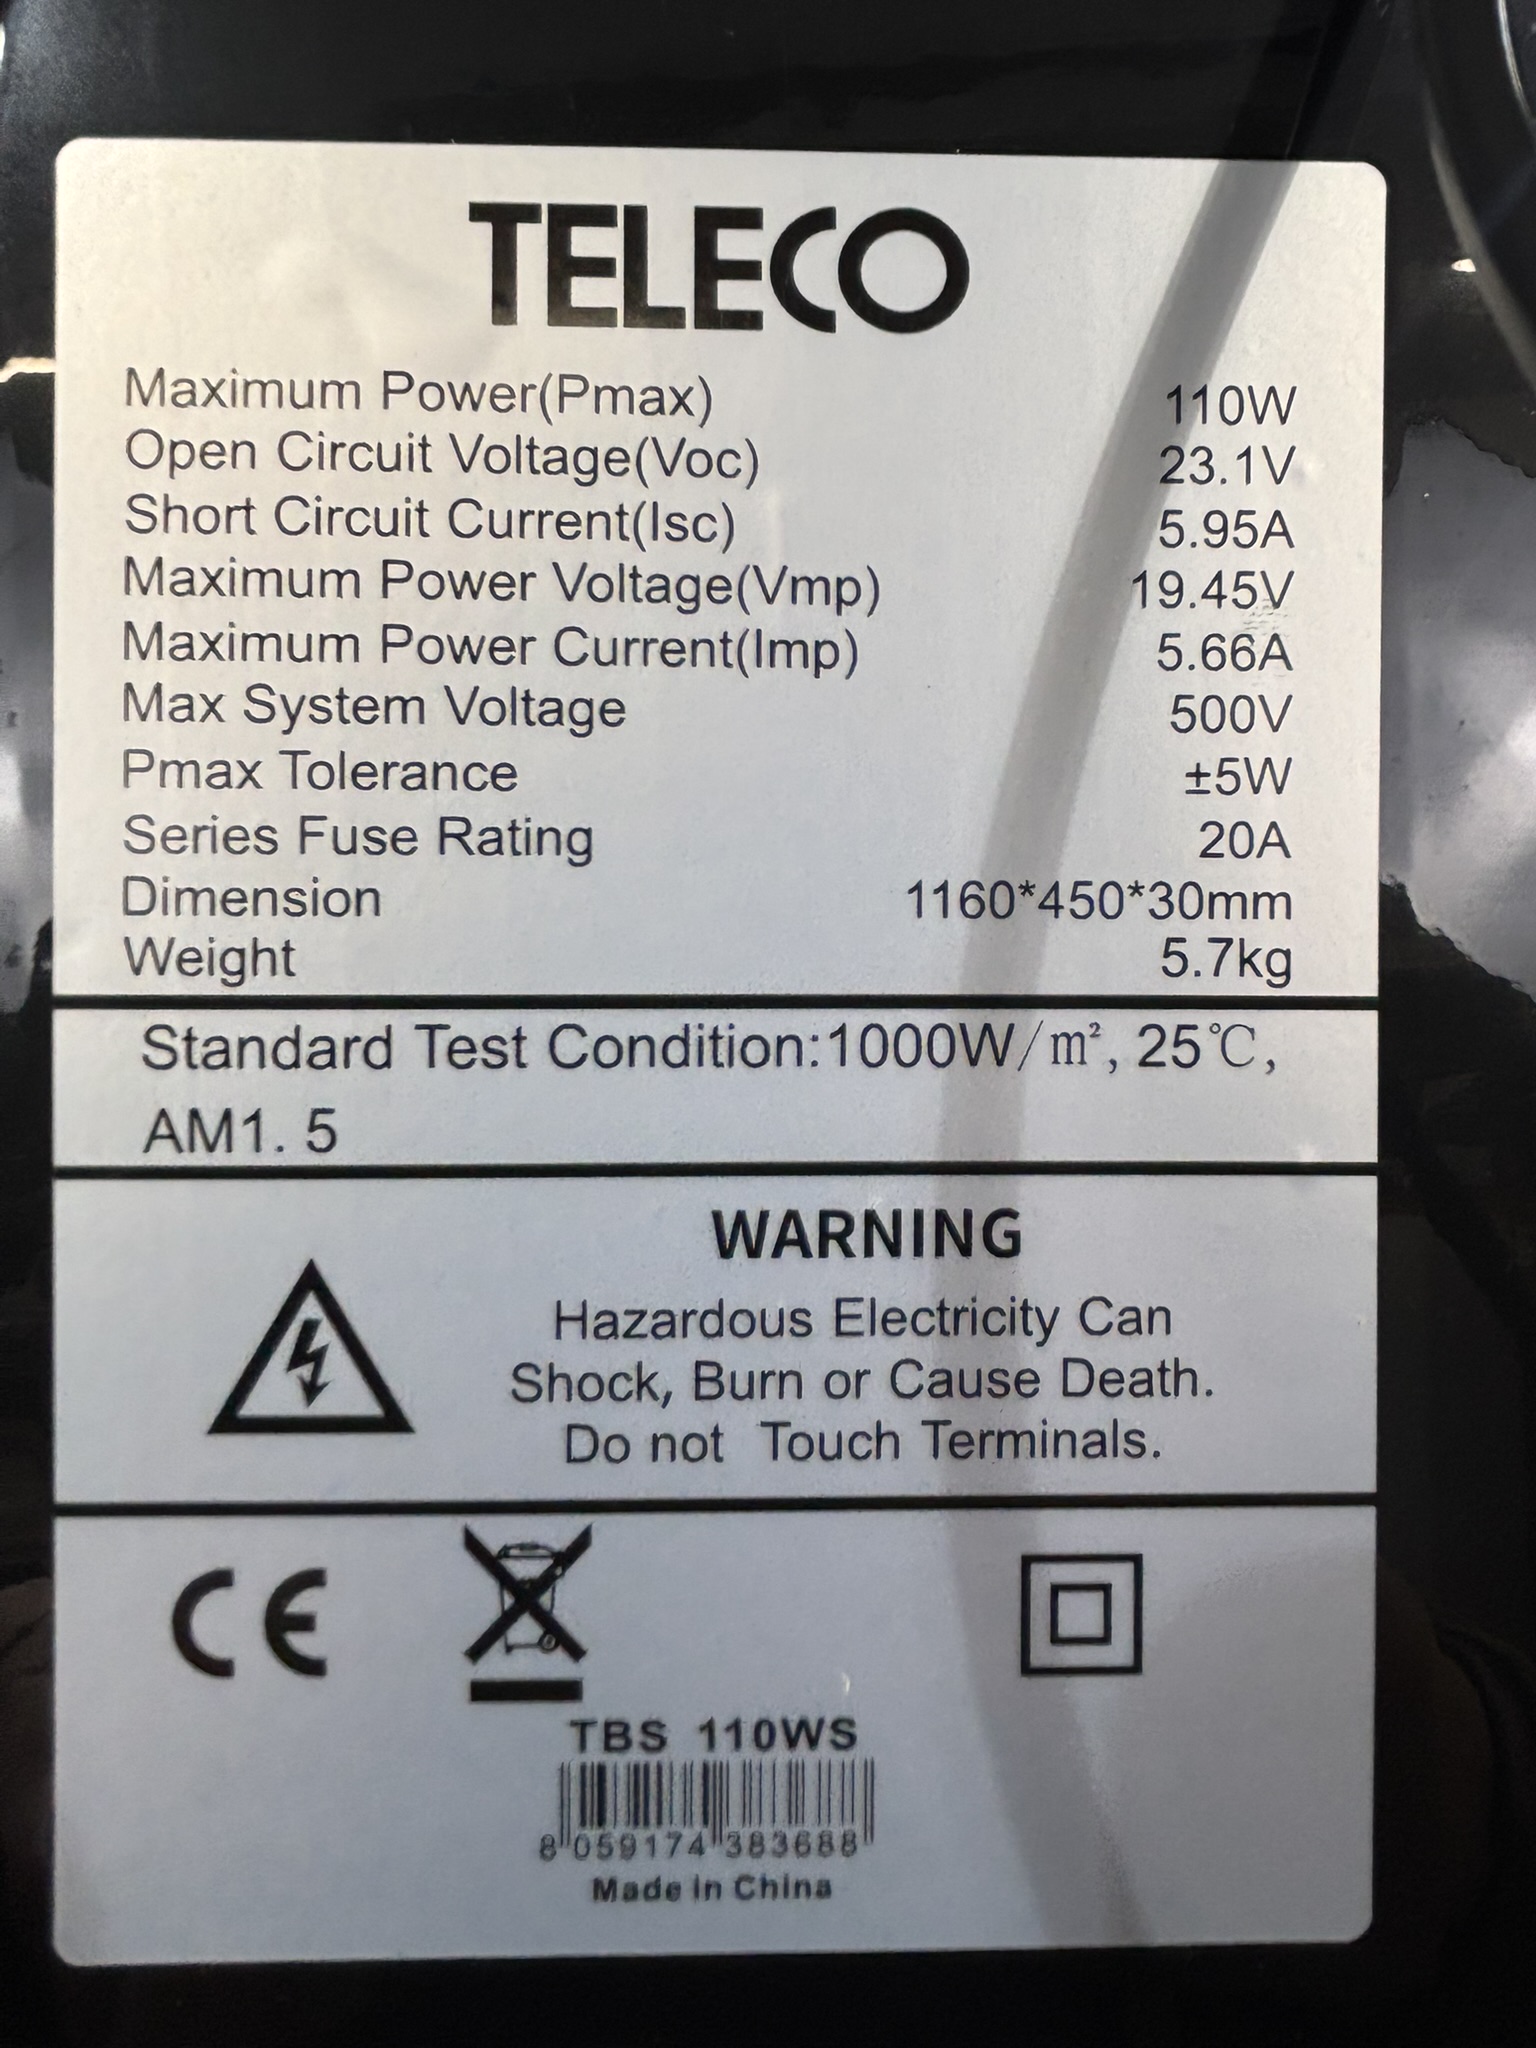 TELECO
Maximum Power(Pmax) 110W
Open Circuit Voltage(Voc) 23.1V
Short Circuit Current(Isc) 5.95A
Maximum Power Voltage(Vmp) 19.45V
Maximum Power Current(Imp) 5.66A
Max System Voltage 500V
Pmax Tolerance ±5W
Series Fuse Rating 20A
Dimension 1160*450*30mm
Weight 5.7kg
Standard Test Condition:1000W/m², 25℃,
AM1. 5
WARNING
Hazardous Electricity Can
Shock, Burn or Cause Death.
Do not Touch Terminals.
CE
TBS 110WS
8 059174 383688
Made in China